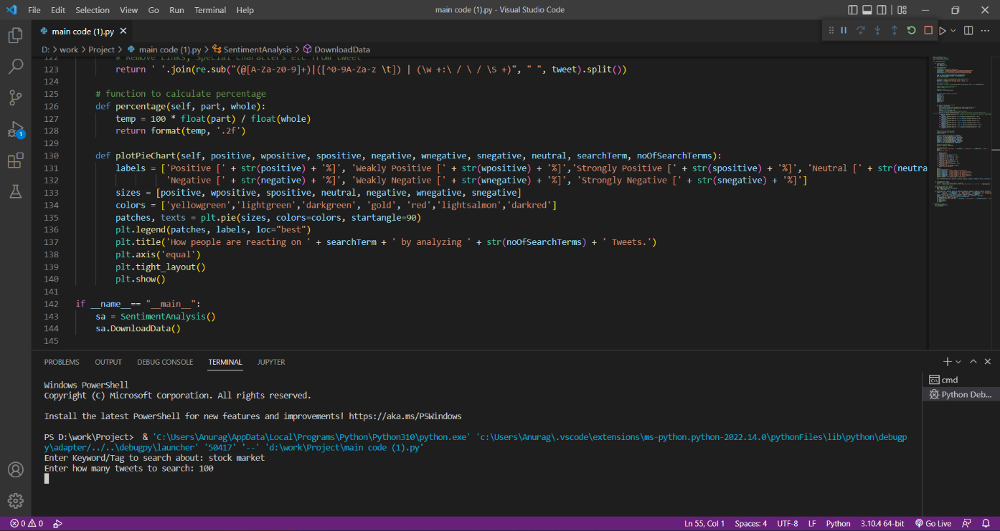 File Edit Selection View Go Run Terminal Help main code (1).py - Visual Studio Code
main code (1).py
D: > work > Project > main code (1).py > SentimentAnalysis > DownloadData
122 # Remove Links, Special Characters etc from tweet
123 return ' '.join(re.sub("(@[A-Za-z0-9]+)|([^0-9A-Za-z \t]) | (\w +:\ / \ / \S +)", " ", tweet).split())
124
125 # function to calculate percentage
126 def percentage(self, part, whole):
127 temp = 100 * float(part) / float(whole)
128 return format(temp, '.2f')
129
130 def plotPieChart(self, positive, wpositive, spositive, negative, wnegative, snegative, neutral, searchTerm, noOfSearchTerms):
131 labels = ['Positive [' + str(positive) + '%]', 'Weakly Positive [' + str(wpositive) + '%]','Strongly Positive [' + str(spositive) + '%]', 'Neutral [' + str(neutra
132 'Negative [' + str(negative) + '%]', 'Weakly Negative [' + str(wnegative) + '%]', 'Strongly Negative [' + str(snegative) + '%]']
133 sizes = [positive, wpositive, spositive, neutral, negative, wnegative, snegative]
134 colors = ['yellowgreen','lightgreen','darkgreen', 'gold', 'red','lightsalmon','darkred']
135 patches, texts = plt.pie(sizes, colors=colors, startangle=90)
136 plt.legend(patches, labels, loc="best")
137 plt.title('How people are reacting on ' + searchTerm + ' by analyzing ' + str(noOfSearchTerms) + ' Tweets.')
138 plt.axis('equal')
139 plt.tight_layout()
140 plt.show()
141
142 if __name__== "__main__":
143 sa = SentimentAnalysis()
144 sa.DownloadData()
145
1
PROBLEMS OUTPUT DEBUG CONSOLE TERMINAL JUPYTER
cmd
Python Deb...
Windows PowerShell
Copyright (C) Microsoft Corporation. All rights reserved.
Install the latest PowerShell for new features and improvements! https://aka.ms/PSWindows
PS D:\work\Project> & 'C:\Users\Anurag\AppData\Local\Programs\Python\Python310\python.exe' 'c:\Users\Anurag\.vscode\extensions\ms-python.python-2022.14.0\pythonFiles\lib\python\debugp
y\adapter/../..\debugpy\launcher' '50417' '--' 'd:\work\Project\main code (1).py'
Enter Keyword/Tag to search about: stock market
Enter how many tweets to search: 100
0 0 Ln 55, Col 1 Spaces: 4 UTF-8 LF Python 3.10.4 64-bit Go Live